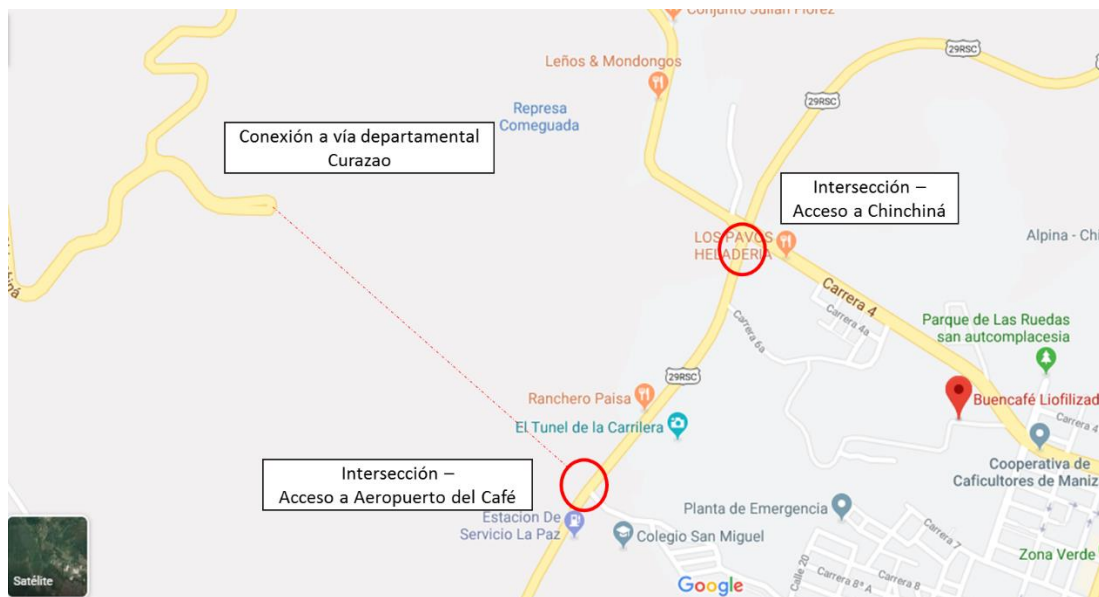 Conjunto Julian Florez
29RSC
Leños & Mondongos
29RSC
Represa
Comeguada
Conexión a vía departamental
Curazao
Intersección –
Acceso a Chinchiná
LOS PAVOS
HELADERIA
Alpina - Chi
Carrera 4
Carrera 4a
Carrera 6a
Parque de Las Ruedas
san autcomplacesia
29RSC
Ranchero Paisa
Buencafé Liofilizad
El Tunel de la Carrilera
Carrera 4
Intersección –
Acceso a Aeropuerto del Café
Cooperativa de
Caficultores de Maniz
Estacion De
Servicio La Paz
Planta de Emergencia
Colegio San Miguel
Carrera 7
Zona Verde
Calle 20
Carrera 8
Carrera 8ª A
Satélite
Google